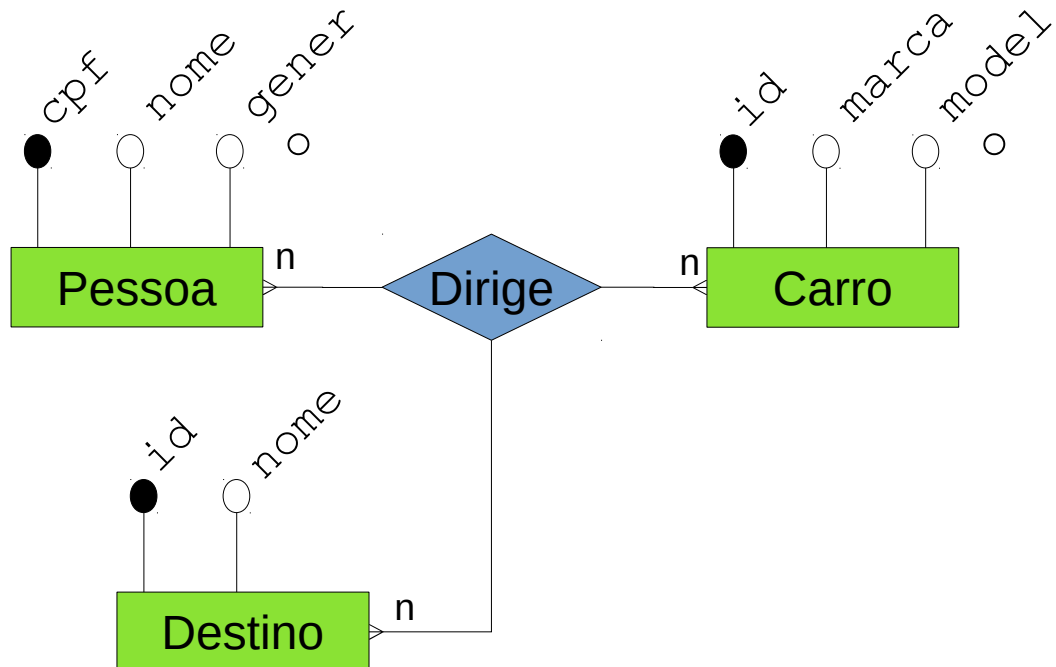 cpf
nome
gener
o
id
marca
model
o
n
n
Pessoa
Dirige
Carro
id
nome
n
Destino